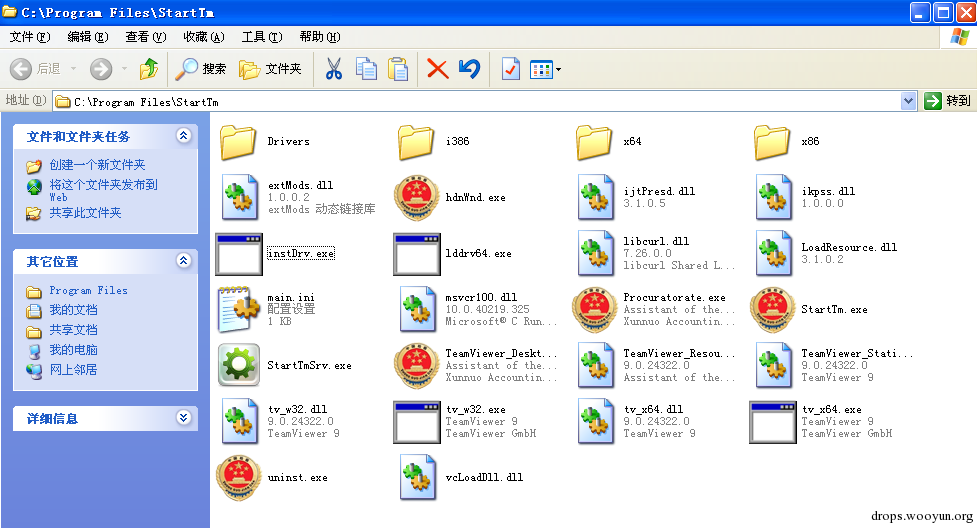 C:\Program Files\StartTm
文件(F) 编辑(E) 查看(V) 收藏(A) 工具(T) 帮助(H)
后退 搜索 文件夹
地址(D) C:\Program Files\StartTm 转到
文件和文件夹任务
创建一个新文件夹
将这个文件夹发布到
Web
共享此文件夹
其它位置
Program Files
我的文档
共享文档
我的电脑
网上邻居
详细信息
Drivers
i386
x64
x86
extMods.dll
1.0.0.2
extMods 动态链接库
hdnWnd.exe
ijtPresd.dll
3.1.0.5
ikpss.dll
1.0.0.0
instDrv.exe
lddrv64.exe
libcurl.dll
7.26.0.0
libcurl Shared L...
LoadResource.dll
3.1.0.2
main.ini
配置设置
1 KB
msvcr100.dll
10.0.40219.325
Microsoft® C Run...
Procuratorate.exe
Assistant of the...
Xunnuo Accountin...
StartTm.exe
StartTmSrv.exe
TeamViewer_Deskt...
Assistant of the...
Xunnuo Accountin...
TeamViewer_Resou...
9.0.24322.0
Assistant of the...
TeamViewer_Stati...
9.0.24322.0
TeamViewer 9
tv_w32.dll
9.0.24322.0
TeamViewer 9
tv_w32.exe
TeamViewer 9
TeamViewer GmbH
tv_x64.dll
9.0.24322.0
TeamViewer 9
tv_x64.exe
TeamViewer 9
TeamViewer GmbH
uninst.exe
vcLoadDll.dll
drops.wooyun.org